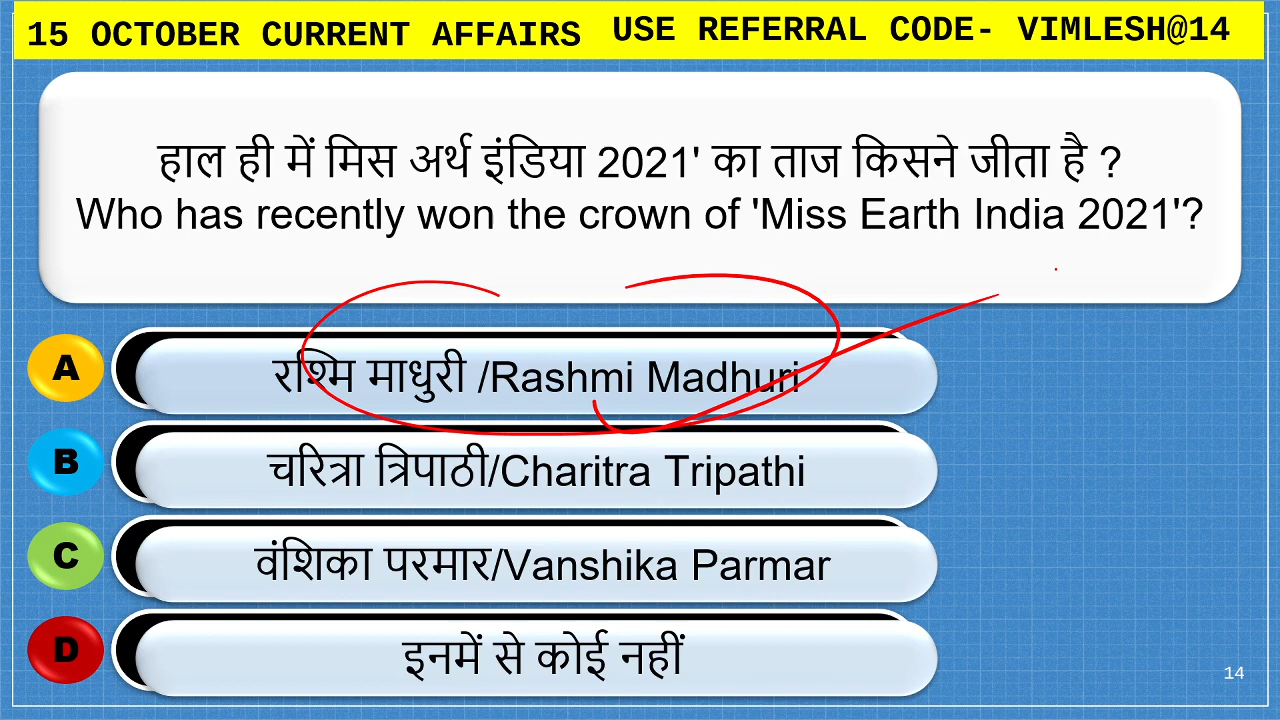 15 OCTOBER CURRENT AFFAIRS USE REFERRAL CODE- VIMLESH@14
हाल ही में मिस अर्थ इंडिया 2021' का ताज किसने जीता है ?
Who has recently won the crown of 'Miss Earth India 2021'?
A रश्मि माधुरी /Rashmi Madhuri
B चरित्रा त्रिपाठी/Charitra Tripathi
C वंशिका परमार/Vanshika Parmar
D इनमें से कोई नहीं
14